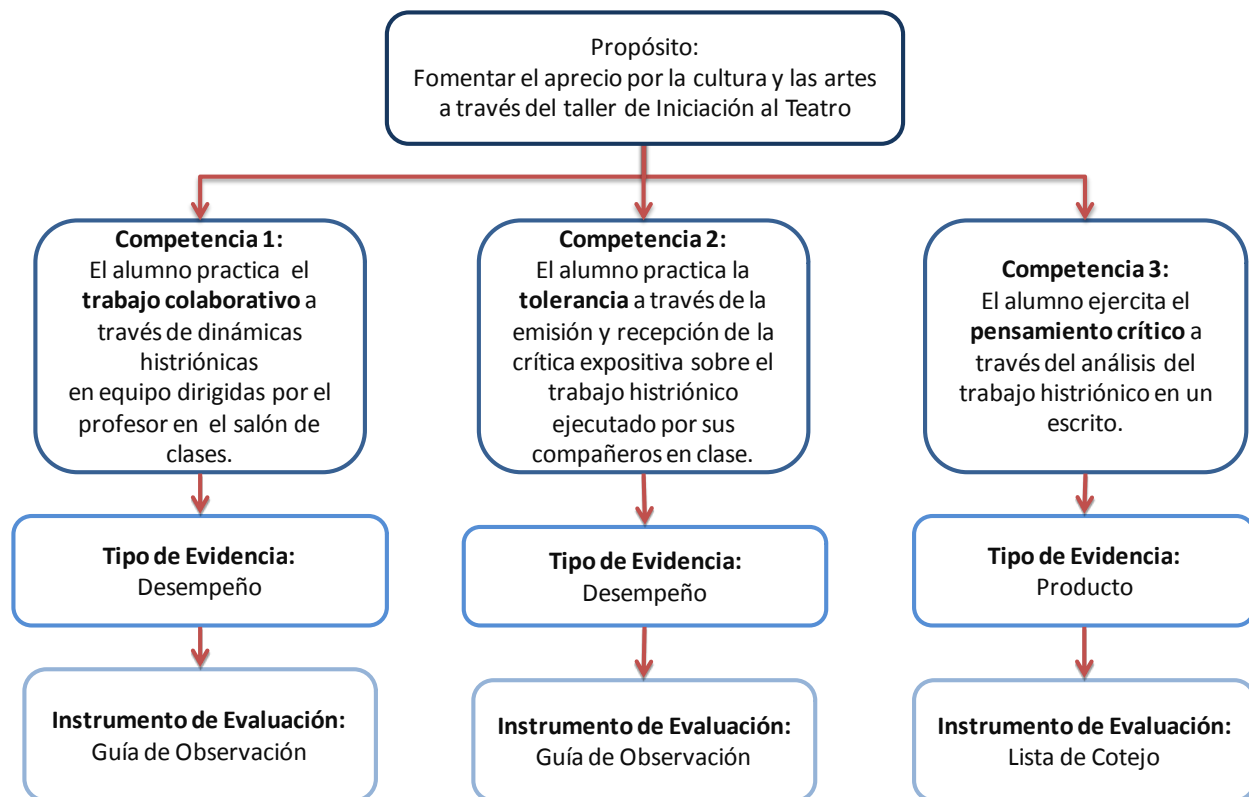 Propósito:
Fomentar el aprecio por la cultura y las artes
a través del taller de Iniciación al Teatro
Competencia 1:
El alumno practica el
trabajo colaborativo a
través de dinámicas
histriónicas
en equipo dirigidas por el
profesor en el salón de
clases.
Competencia 2:
El alumno practica la
tolerancia a través de la
emisión y recepción de la
crítica expositiva sobre el
trabajo histriónico
ejecutado por sus
compañeros en clase.
Competencia 3:
El alumno ejercita el
pensamiento crítico a
través del análisis del
trabajo histriónico en un
escrito.
Tipo de Evidencia:
Desempeño
Tipo de Evidencia:
Desempeño
Tipo de Evidencia:
Producto
Instrumento de Evaluación:
Guía de Observación
Instrumento de Evaluación:
Guía de Observación
Instrumento de Evaluación:
Lista de Cotejo